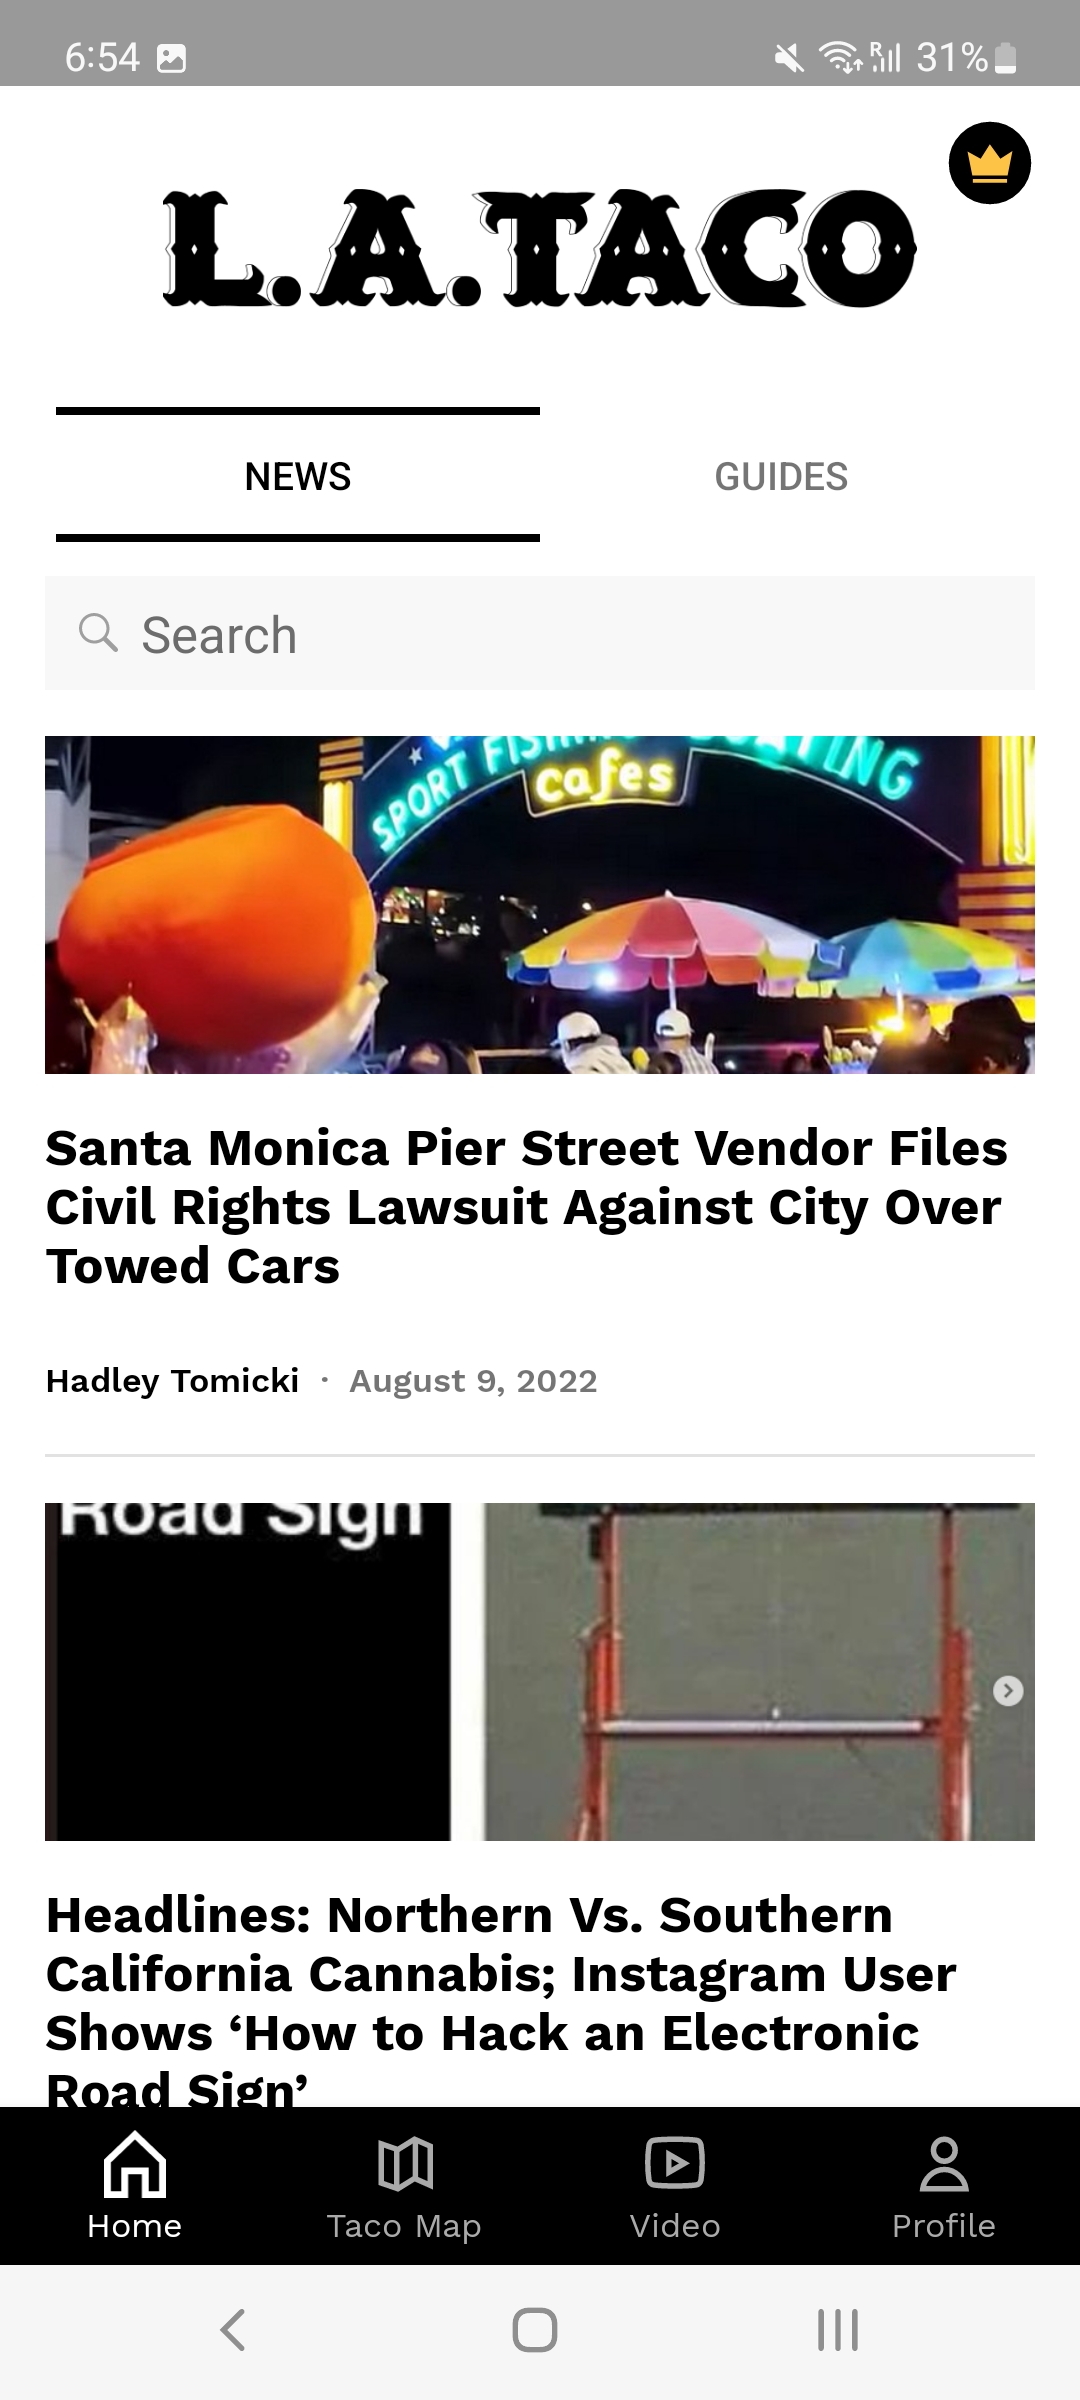 6:54
R
31%
L.A.TACO
NEWS
GUIDES
Search
SPORT FISHING
BOATING
cafes
Santa Monica Pier Street Vendor Files
Civil Rights Lawsuit Against City Over
Towed Cars
Hadley Tomicki · August 9, 2022
Road Sign
Headlines: Northern Vs. Southern
California Cannabis; Instagram User
Shows ‘How to Hack an Electronic
Road Sign’
Home
Taco Map
Video
Profile